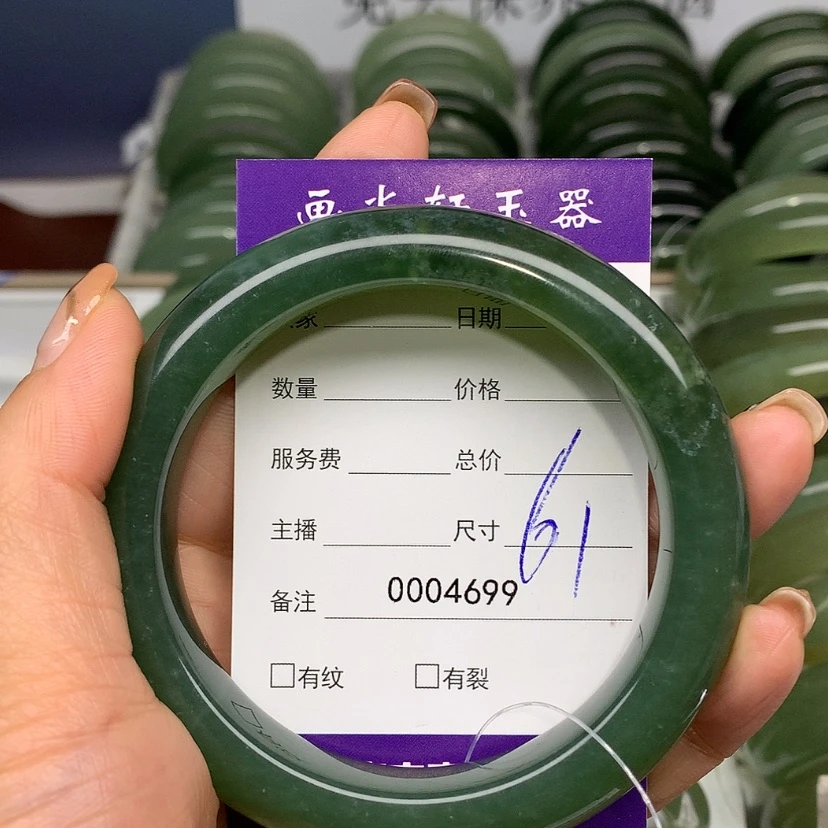 玉器
家 日期
数量 价格
服务费 总价
主播 尺寸 61
备注 0004699
□有纹 □有裂